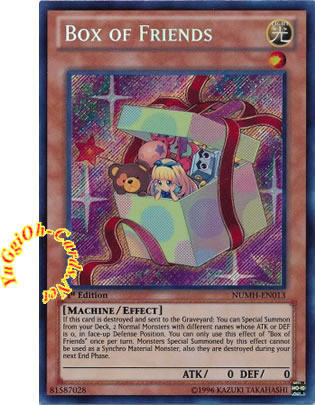 BOX OF FRIENDS
光
YuGgiOh-Cards.Net
1st Edition
NUMH-EN013
[MACHINE / EFFECT]
If this card is destroyed and sent to the Graveyard: You can Special Summon
from your Deck, 2 Normal Monsters with different names whose ATK or DEF
is 0, in face-up Defense Position. You can only use this effect of "Box of
Friends" once per turn. Monsters Special Summoned by this effect cannot
be used as a Synchro Material Monster, also they are destroyed during your
next End Phase.
ATK/ 0 DEF/ 0
81587028
©1996 KAZUKI TAKAHASHI